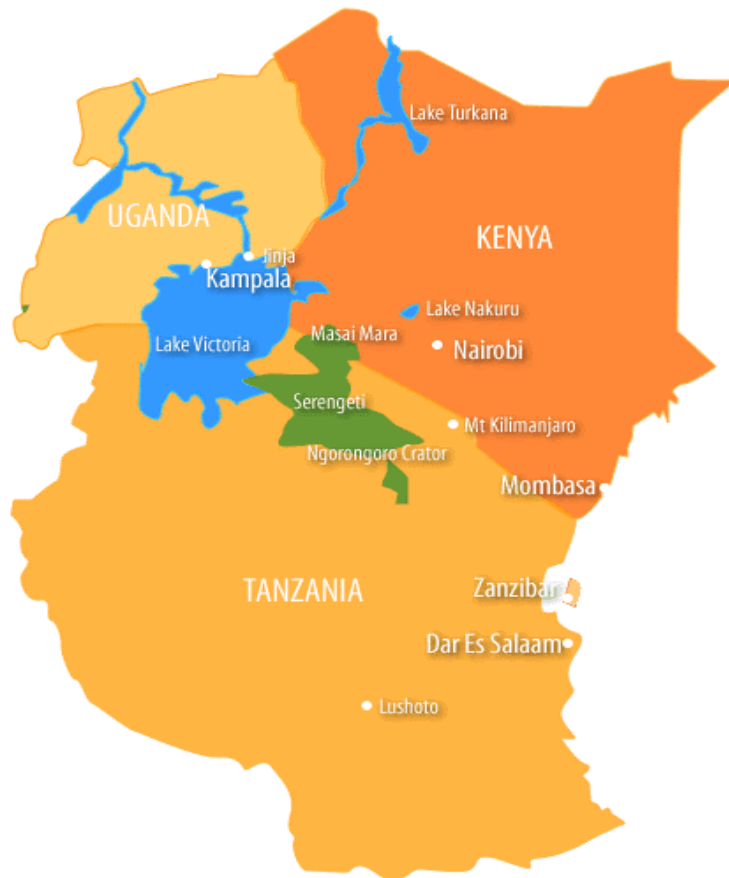 Lake Turkana
UGANDA
KENYA
Jinja
Kampala
Lake Nakuru
Masai Mara
Lake Victoria
Nairobi
Serengeti
Mt Kilimanjaro
Ngorongoro Crator
Mombasa
TANZANIA
Zanzibar
Dar Es Salaam
Lushoto